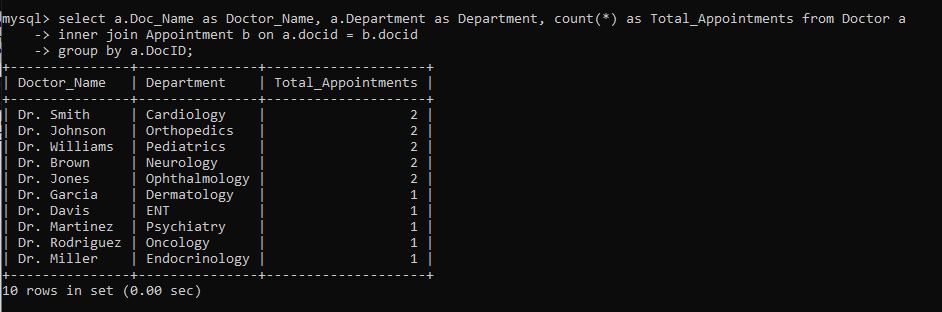 mysql> select a.Doc_Name as Doctor_Name, a.Department as Department, count(*) as Total_Appointments from Doctor a
    -> inner join Appointment b on a.docid = b.docid
    -> group by a.DocID;
+--------------+---------------+--------------------+
| Doctor_Name  | Department    | Total_Appointments |
+--------------+---------------+--------------------+
| Dr. Smith    | Cardiology    |                  2 |
| Dr. Johnson  | Orthopedics   |                  2 |
| Dr. Williams | Pediatrics    |                  2 |
| Dr. Brown    | Neurology     |                  2 |
| Dr. Jones    | Ophthalmology |                  2 |
| Dr. Garcia   | Dermatology   |                  1 |
| Dr. Davis    | ENT           |                  1 |
| Dr. Martinez | Psychiatry    |                  1 |
| Dr. Rodriguez | Oncology      |                  1 |
| Dr. Miller   | Endocrinology |                  1 |
+--------------+---------------+--------------------+
10 rows in set (0.00 sec)